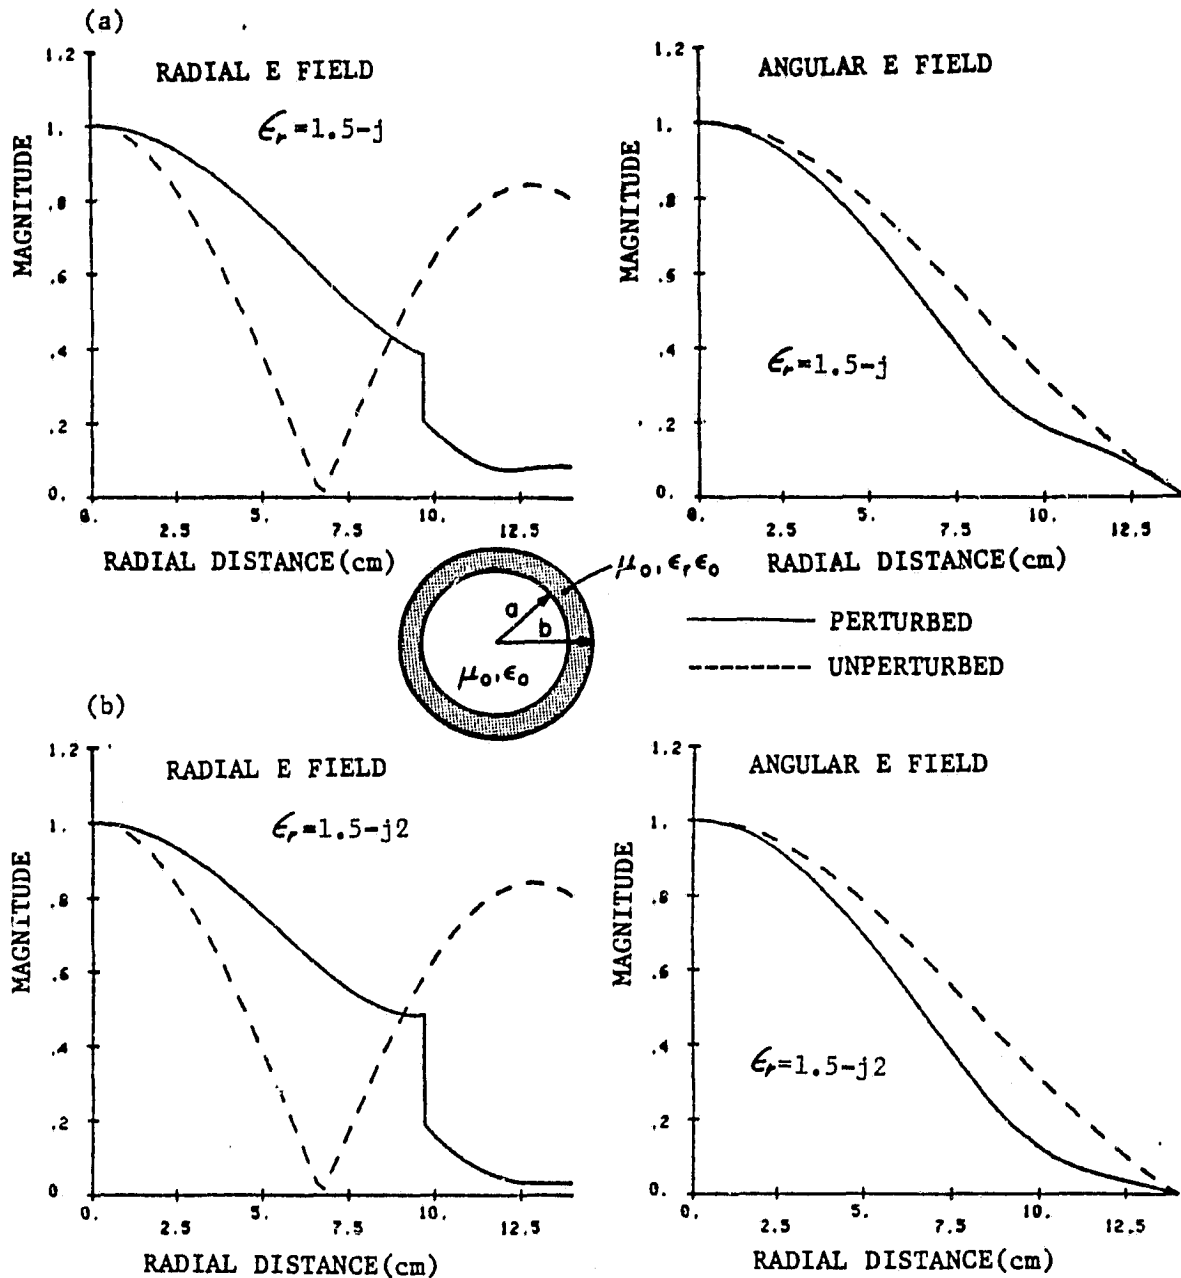 (a)
RADIAL E FIELD
ϵr=1.5-j
MAGNITUDE
1.2
1.
.8
.6
.4
.2
0.
0.
2.5
5.
7.5
10.
12.5
RADIAL DISTANCE(cm)
ANGULAR E FIELD
ϵr=1.5-j
MAGNITUDE
1.2
1.
.8
.6
.4
.2
0.
0.
2.5
5.
7.5
10.
12.5
RADIAL DISTANCE(cm)
μ0,ϵrϵ0
a
b
μ0,ϵ0
PERTURBED
UNPERTURBED
(b)
RADIAL E FIELD
ϵr=1.5-j2
MAGNITUDE
1.2
1.
.8
.6
.4
.2
0
0.
2.5
5.
7.5
10.
12.5
RADIAL DISTANCE(cm)
ANGULAR E FIELD
ϵr=1.5-j2
MAGNITUDE
1.2
1.
.8
.6
.4
.2
0.
0.
2.5
5.
7.5
10.
12.5
RADIAL DISTANCE(cm)